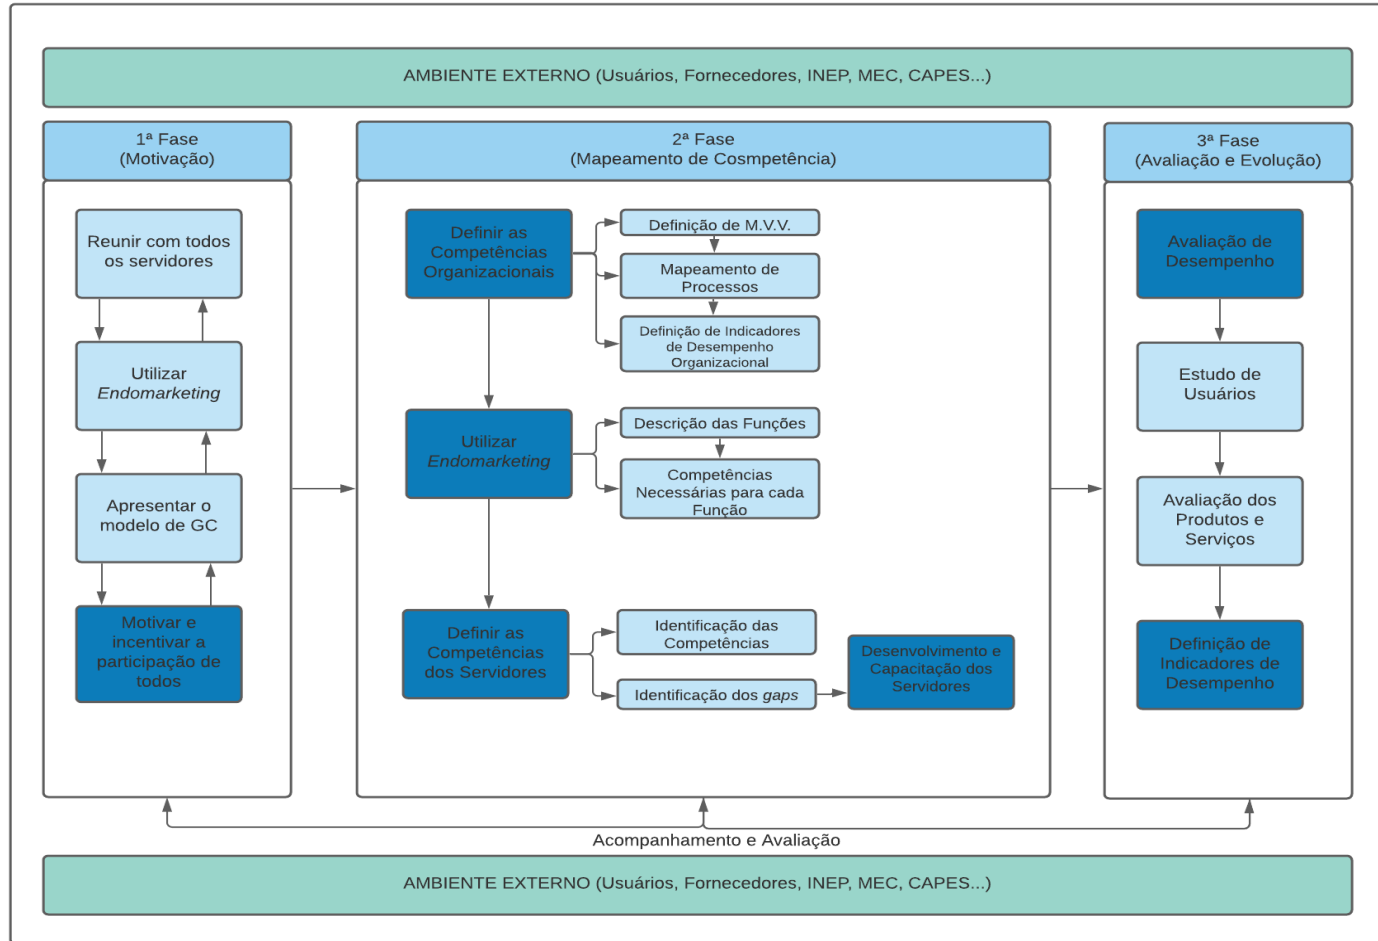 AMBIENTE EXTERNO (Usuários, Fornecedores, INEP, MEC, CAPES...)
1ª Fase
(Motivação)
Reunir com todos
os servidores
Utilizar
Endomarketing
Apresentar o
modelo de GC
Motivar e
incentivar a
participação de
todos
2ª Fase
(Mapeamento de Cosmpetência)
Definir as
Competências
Organizacionais
Definição de M.V.V.
Mapeamento de
Processos
Definição de Indicadores
de Desempenho
Organizacional
Utilizar
Endomarketing
Descrição das Funções
Competências
Necessárias para cada
Função
Definir as
Competências
dos Servidores
Identificação das
Competências
Identificação dos gaps
Desenvolvimento e
Capacitação dos
Servidores
3ª Fase
(Avaliação e Evolução)
Avaliação de
Desempenho
Estudo de
Usuários
Avaliação dos
Produtos e
Serviços
Definição de
Indicadores de
Desempenho
Acompanhamento e Avaliação
AMBIENTE EXTERNO (Usuários, Fornecedores, INEP, MEC, CAPES...)